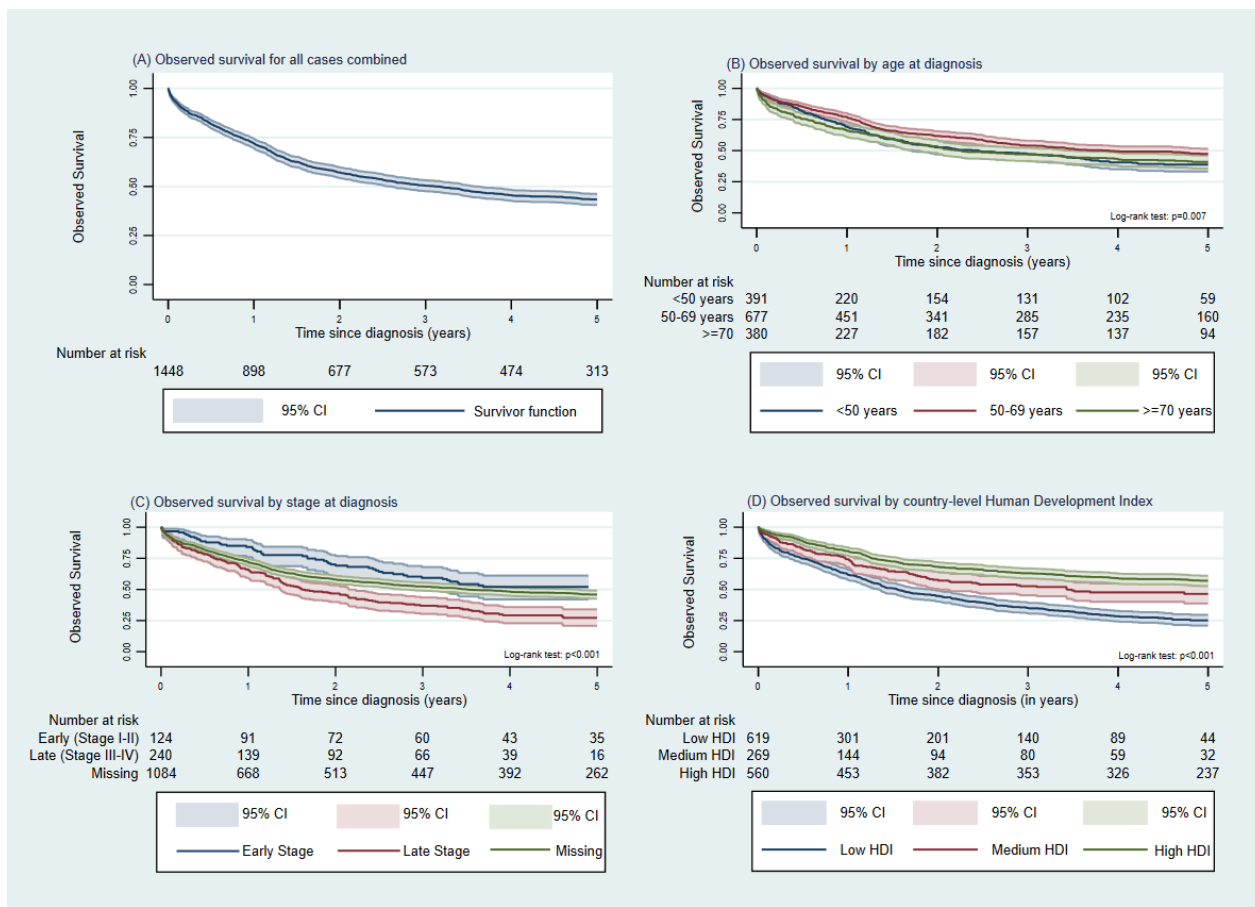 (A) Observed survival for all cases combined
Observed Survival
1.00
0.75
0.50
0.25
0.00
0 1 2 3 4 5
Time since diagnosis (years)
Number at risk
1448 898 677 573 474 313
95% CI Survivor function
(B) Observed survival by age at diagnosis
Observed Survival
1.00
0.75
0.50
0.25
0.00
Log-rank test: p=0.007
0 1 2 3 4 5
Time since diagnosis (years)
Number at risk
<50 years 391 220 154 131 102 59
50-69 years 677 451 341 285 235 160
>=70 380 227 182 157 137 94
95% CI 95% CI 95% CI
<50 years 50-69 years >=70 years
(C) Observed survival by stage at diagnosis
Observed Survival
1.00
0.75
0.50
0.25
0.00
Log-rank test: p<0.001
0 1 2 3 4 5
Time since diagnosis (years)
Number at risk
Early (Stage I-II) 124 91 72 60 43 35
Late (Stage III-IV) 240 139 92 66 39 16
Missing 1084 668 513 447 392 262
95% CI 95% CI 95% CI
Early Stage Late Stage Missing
(D) Observed survival by country-level Human Development Index
Observed Survival
1.00
0.75
0.50
0.25
0.00
Log-rank test: p<0.001
0 1 2 3 4 5
Time since diagnosis (in years)
Number at risk
Low HDI 619 301 201 140 89 44
Medium HDI 269 144 94 80 59 32
High HDI 560 453 382 353 326 237
95% CI 95% CI 95% CI
Low HDI Medium HDI High HDI